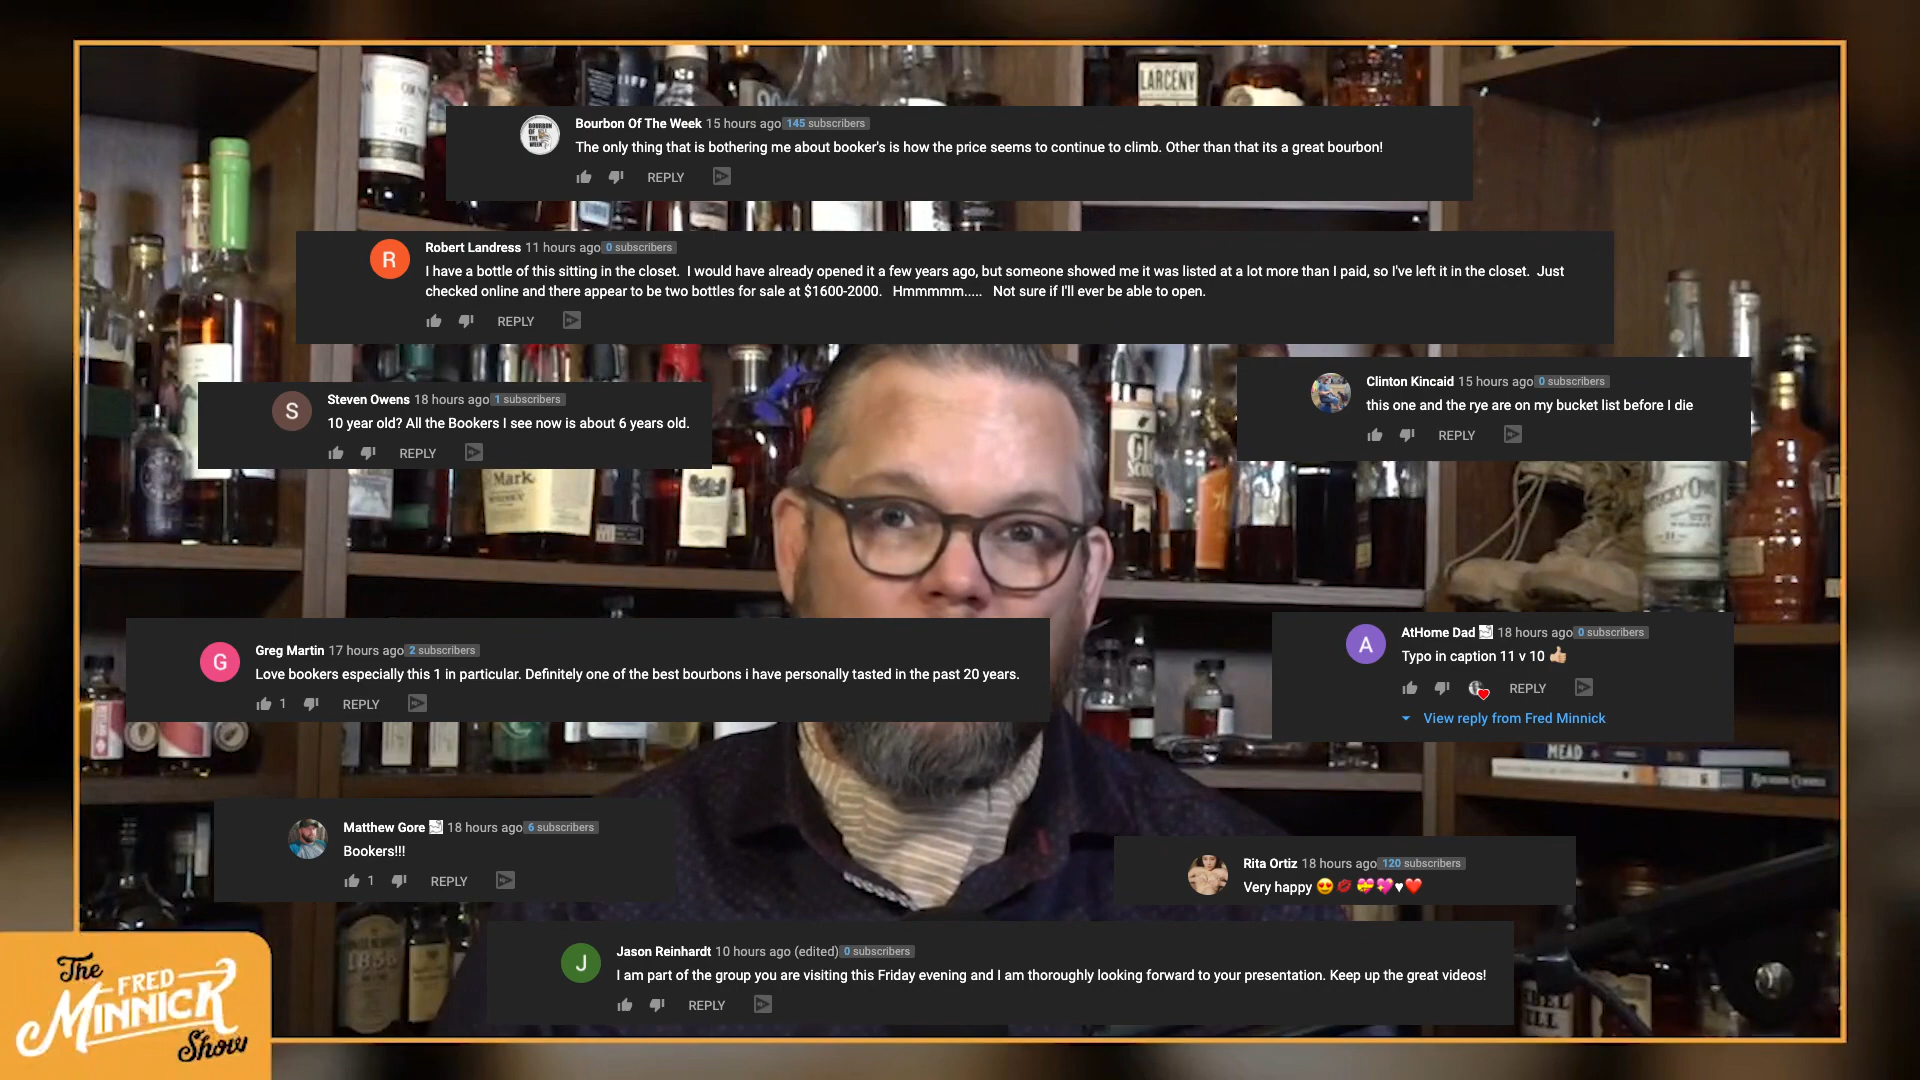 LARCENY
Bourbon Of The Week 15 hours ago 145 subscribers
The only thing that is bothering me about booker's is how the price seems to continue to climb. Other than that its a great bourbon!
REPLY
Robert Landress 11 hours ago 0 subscribers
I have a bottle of this sitting in the closet. I would have already opened it a few years ago, but someone showed me it was listed at a lot more than I paid, so I've left it in the closet. Just
checked online and there appear to be two bottles for sale at $1600-2000. Hmmmmm..... Not sure if I'll ever be able to open.
REPLY
Steven Owens 18 hours ago 1 subscribers
10 year old? All the Bookers I see now is about 6 years old.
REPLY
Clinton Kincaid 15 hours ago 0 subscribers
this one and the rye are on my bucket list before I die
REPLY
Mark
Greg Martin 17 hours ago 2 subscribers
Love bookers especially this 1 in particular. Definitely one of the best bourbons i have personally tasted in the past 20 years.
1 REPLY
AtHome Dad 18 hours ago 0 subscribers
Typo in caption 11 v 10 👍🏼
REPLY
View reply from Fred Minnick
MEAD
Matthew Gore 18 hours ago 6 subscribers
Bookers!!!
1 REPLY
Rita Ortiz 18 hours ago 120 subscribers
Very happy 😍💋 💝💖♥❤️
Jason Reinhardt 10 hours ago (edited) 0 subscribers
I am part of the group you are visiting this Friday evening and I am thoroughly looking forward to your presentation. Keep up the great videos!
REPLY
The
FRED
MINNICK
Show